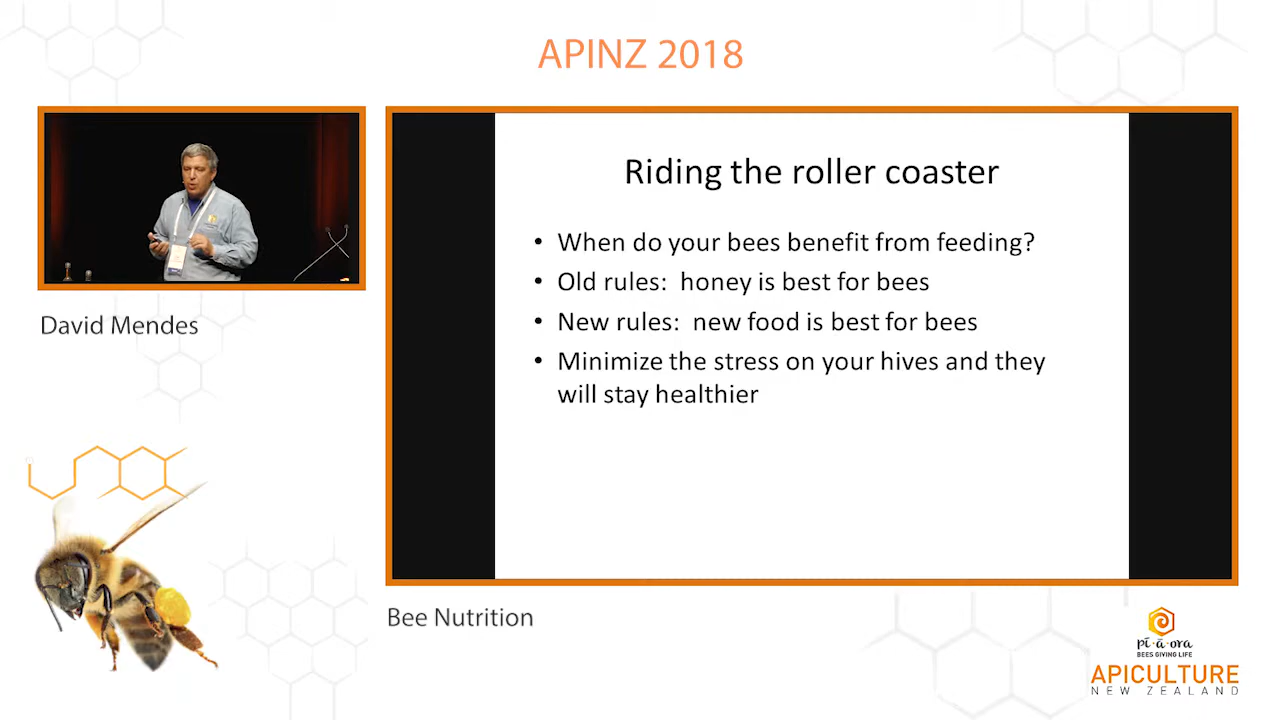 APINZ 2018
David Mendes
Riding the roller coaster
• When do your bees benefit from feeding?
• Old rules: honey is best for bees
• New rules: new food is best for bees
• Minimize the stress on your hives and they
will stay healthier
Bee Nutrition
pī-ā-ora
BEES GIVING LIFE
APICULTURE
NEW ZEALAND